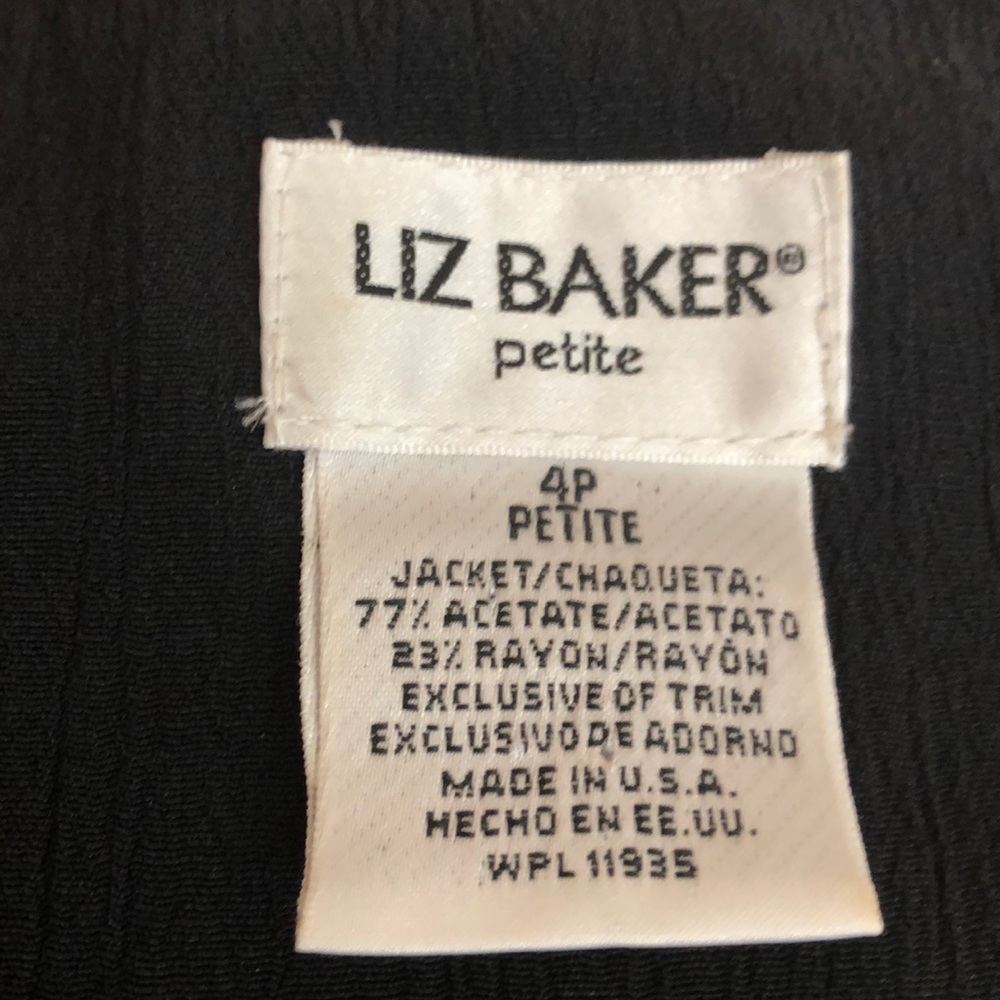 LIZ BAKER®
petite
4P
PETITE
JACKET/CHAQUETA:
77% ACETATE/ACETATO
23% RAYON/RAYÓN
EXCLUSIVE OF TRIM
EXCLUSIVO DE ADORNO
MADE IN U.S.A.
HECHO EN EE.UU.
WPL 11935